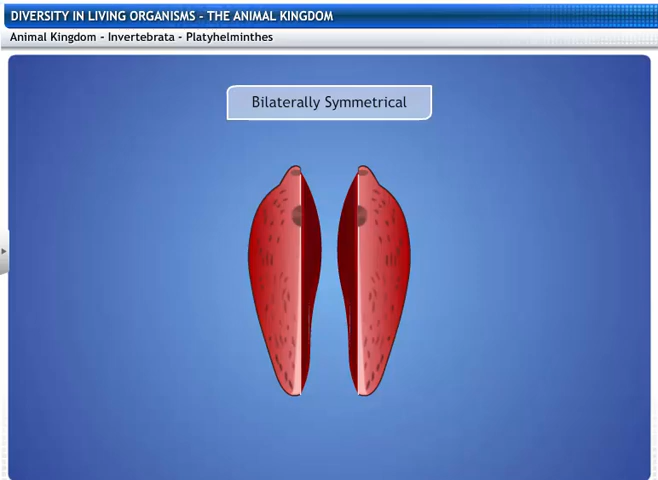 DIVERSITY IN LIVING ORGANISMS - THE ANIMAL KINGDOM
Animal Kingdom - Invertebrata - Platyhelminthes
Bilaterally Symmetrical